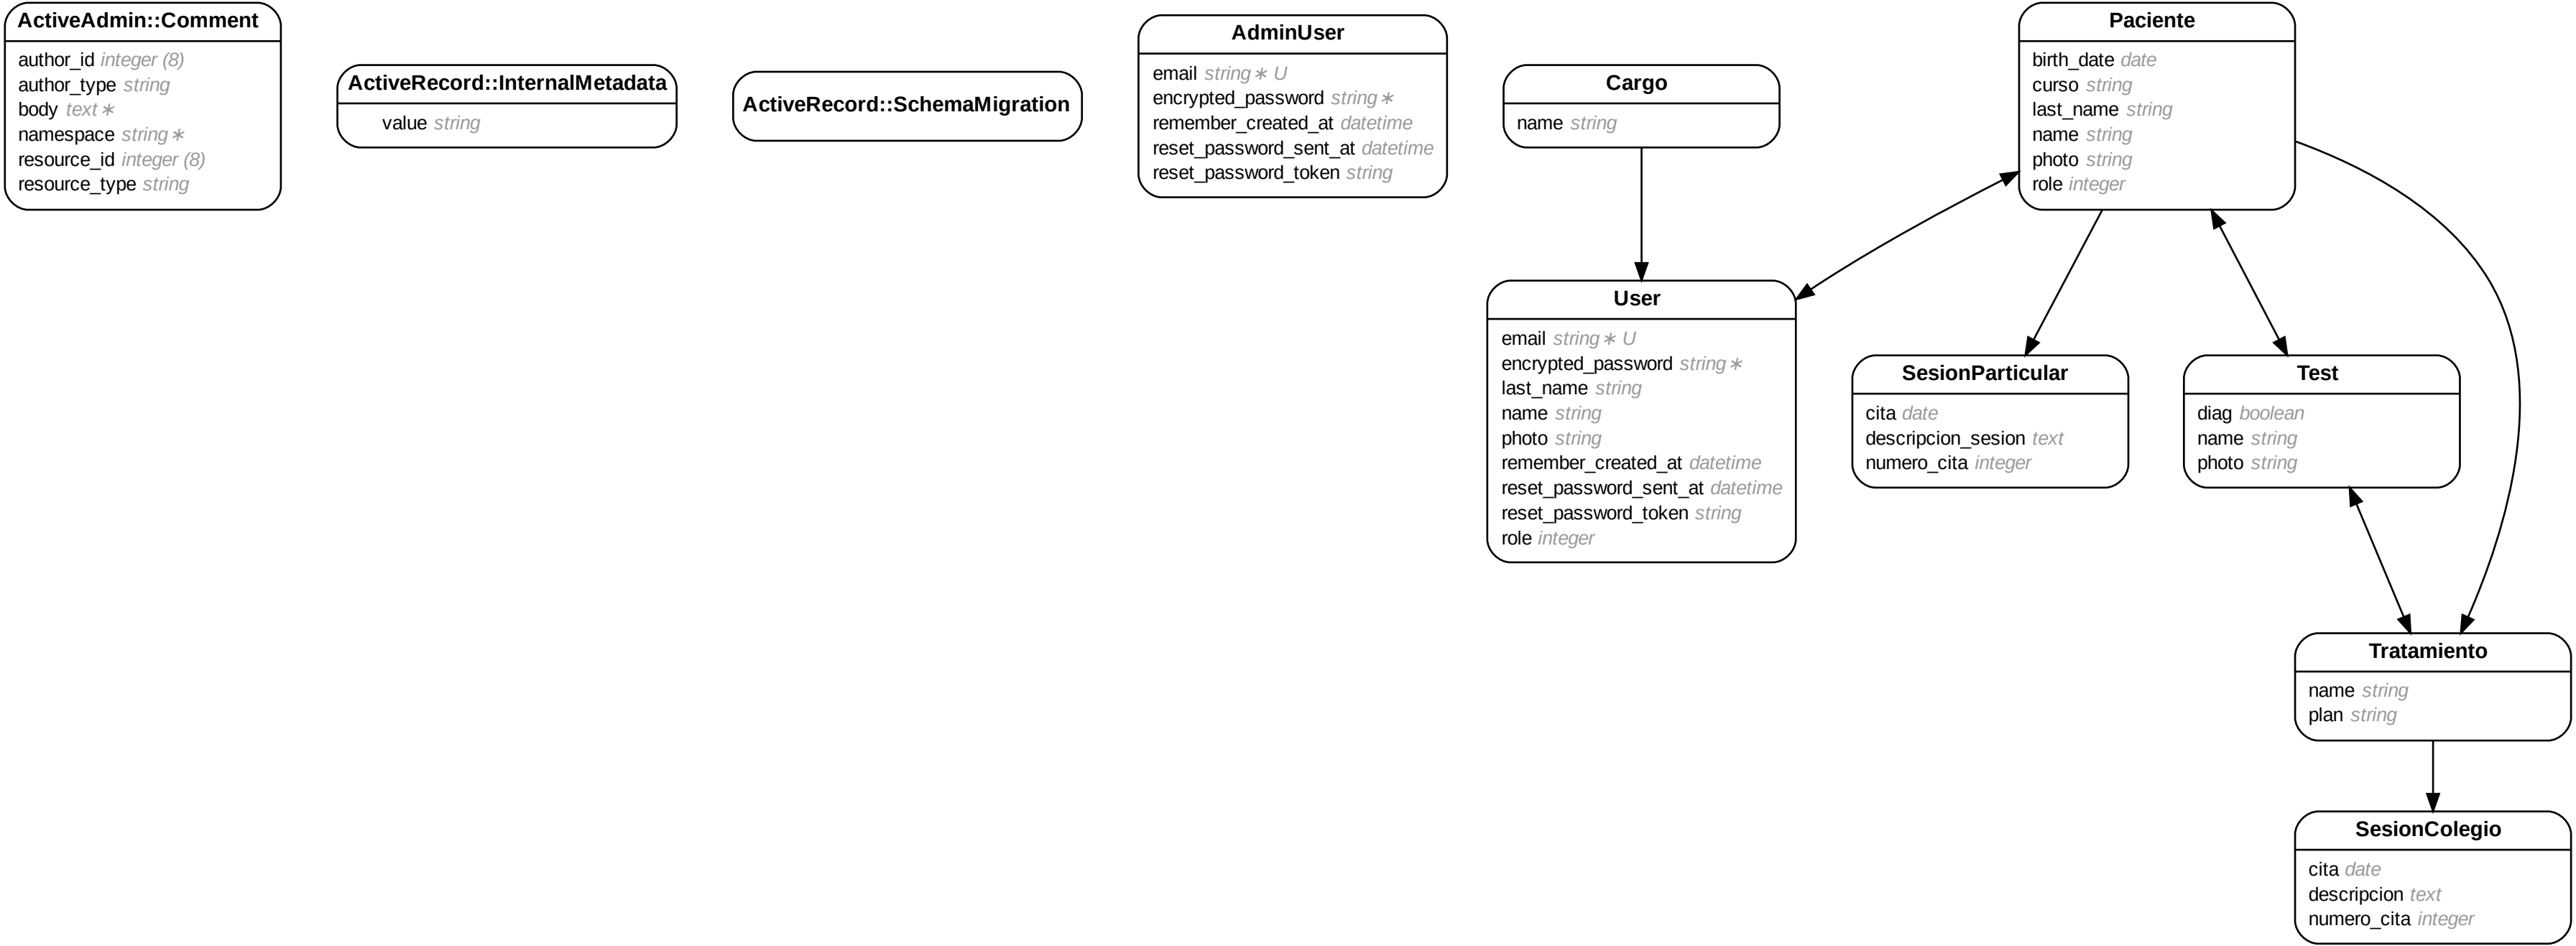 ActiveAdmin::Comment
author_id integer (8)
author_type string
body text ∗
namespace string ∗
resource_id integer (8)
resource_type string
ActiveRecord::InternalMetadata
value string
ActiveRecord::SchemaMigration
AdminUser
email string ∗ U
encrypted_password string ∗
remember_created_at datetime
reset_password_sent_at datetime
reset_password_token string
Cargo
name string
Paciente
birth_date date
curso string
last_name string
name string
photo string
role integer
User
email string ∗ U
encrypted_password string ∗
last_name string
name string
photo string
remember_created_at datetime
reset_password_sent_at datetime
reset_password_token string
role integer
SesionParticular
cita date
descripcion_sesion text
numero_cita integer
Test
diag boolean
name string
photo string
Tratamiento
name string
plan string
SesionColegio
cita date
descripcion text
numero_cita integer